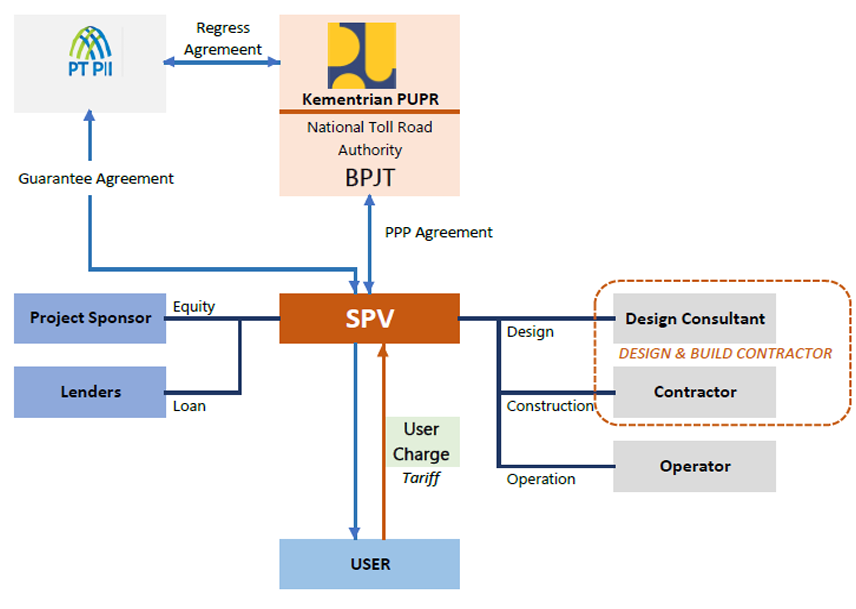 PT PII
Regress
Agreemeent
Kementrian PUPR
National Toll Road
Authority
BPJT
Guarantee Agreement
PPP Agreement
Project Sponsor
Equity
SPV
Design
Design Consultant
DESIGN & BUILD CONTRACTOR
Lenders
Loan
Construction
Contractor
User
Charge
Tariff
Operation
Operator
USER